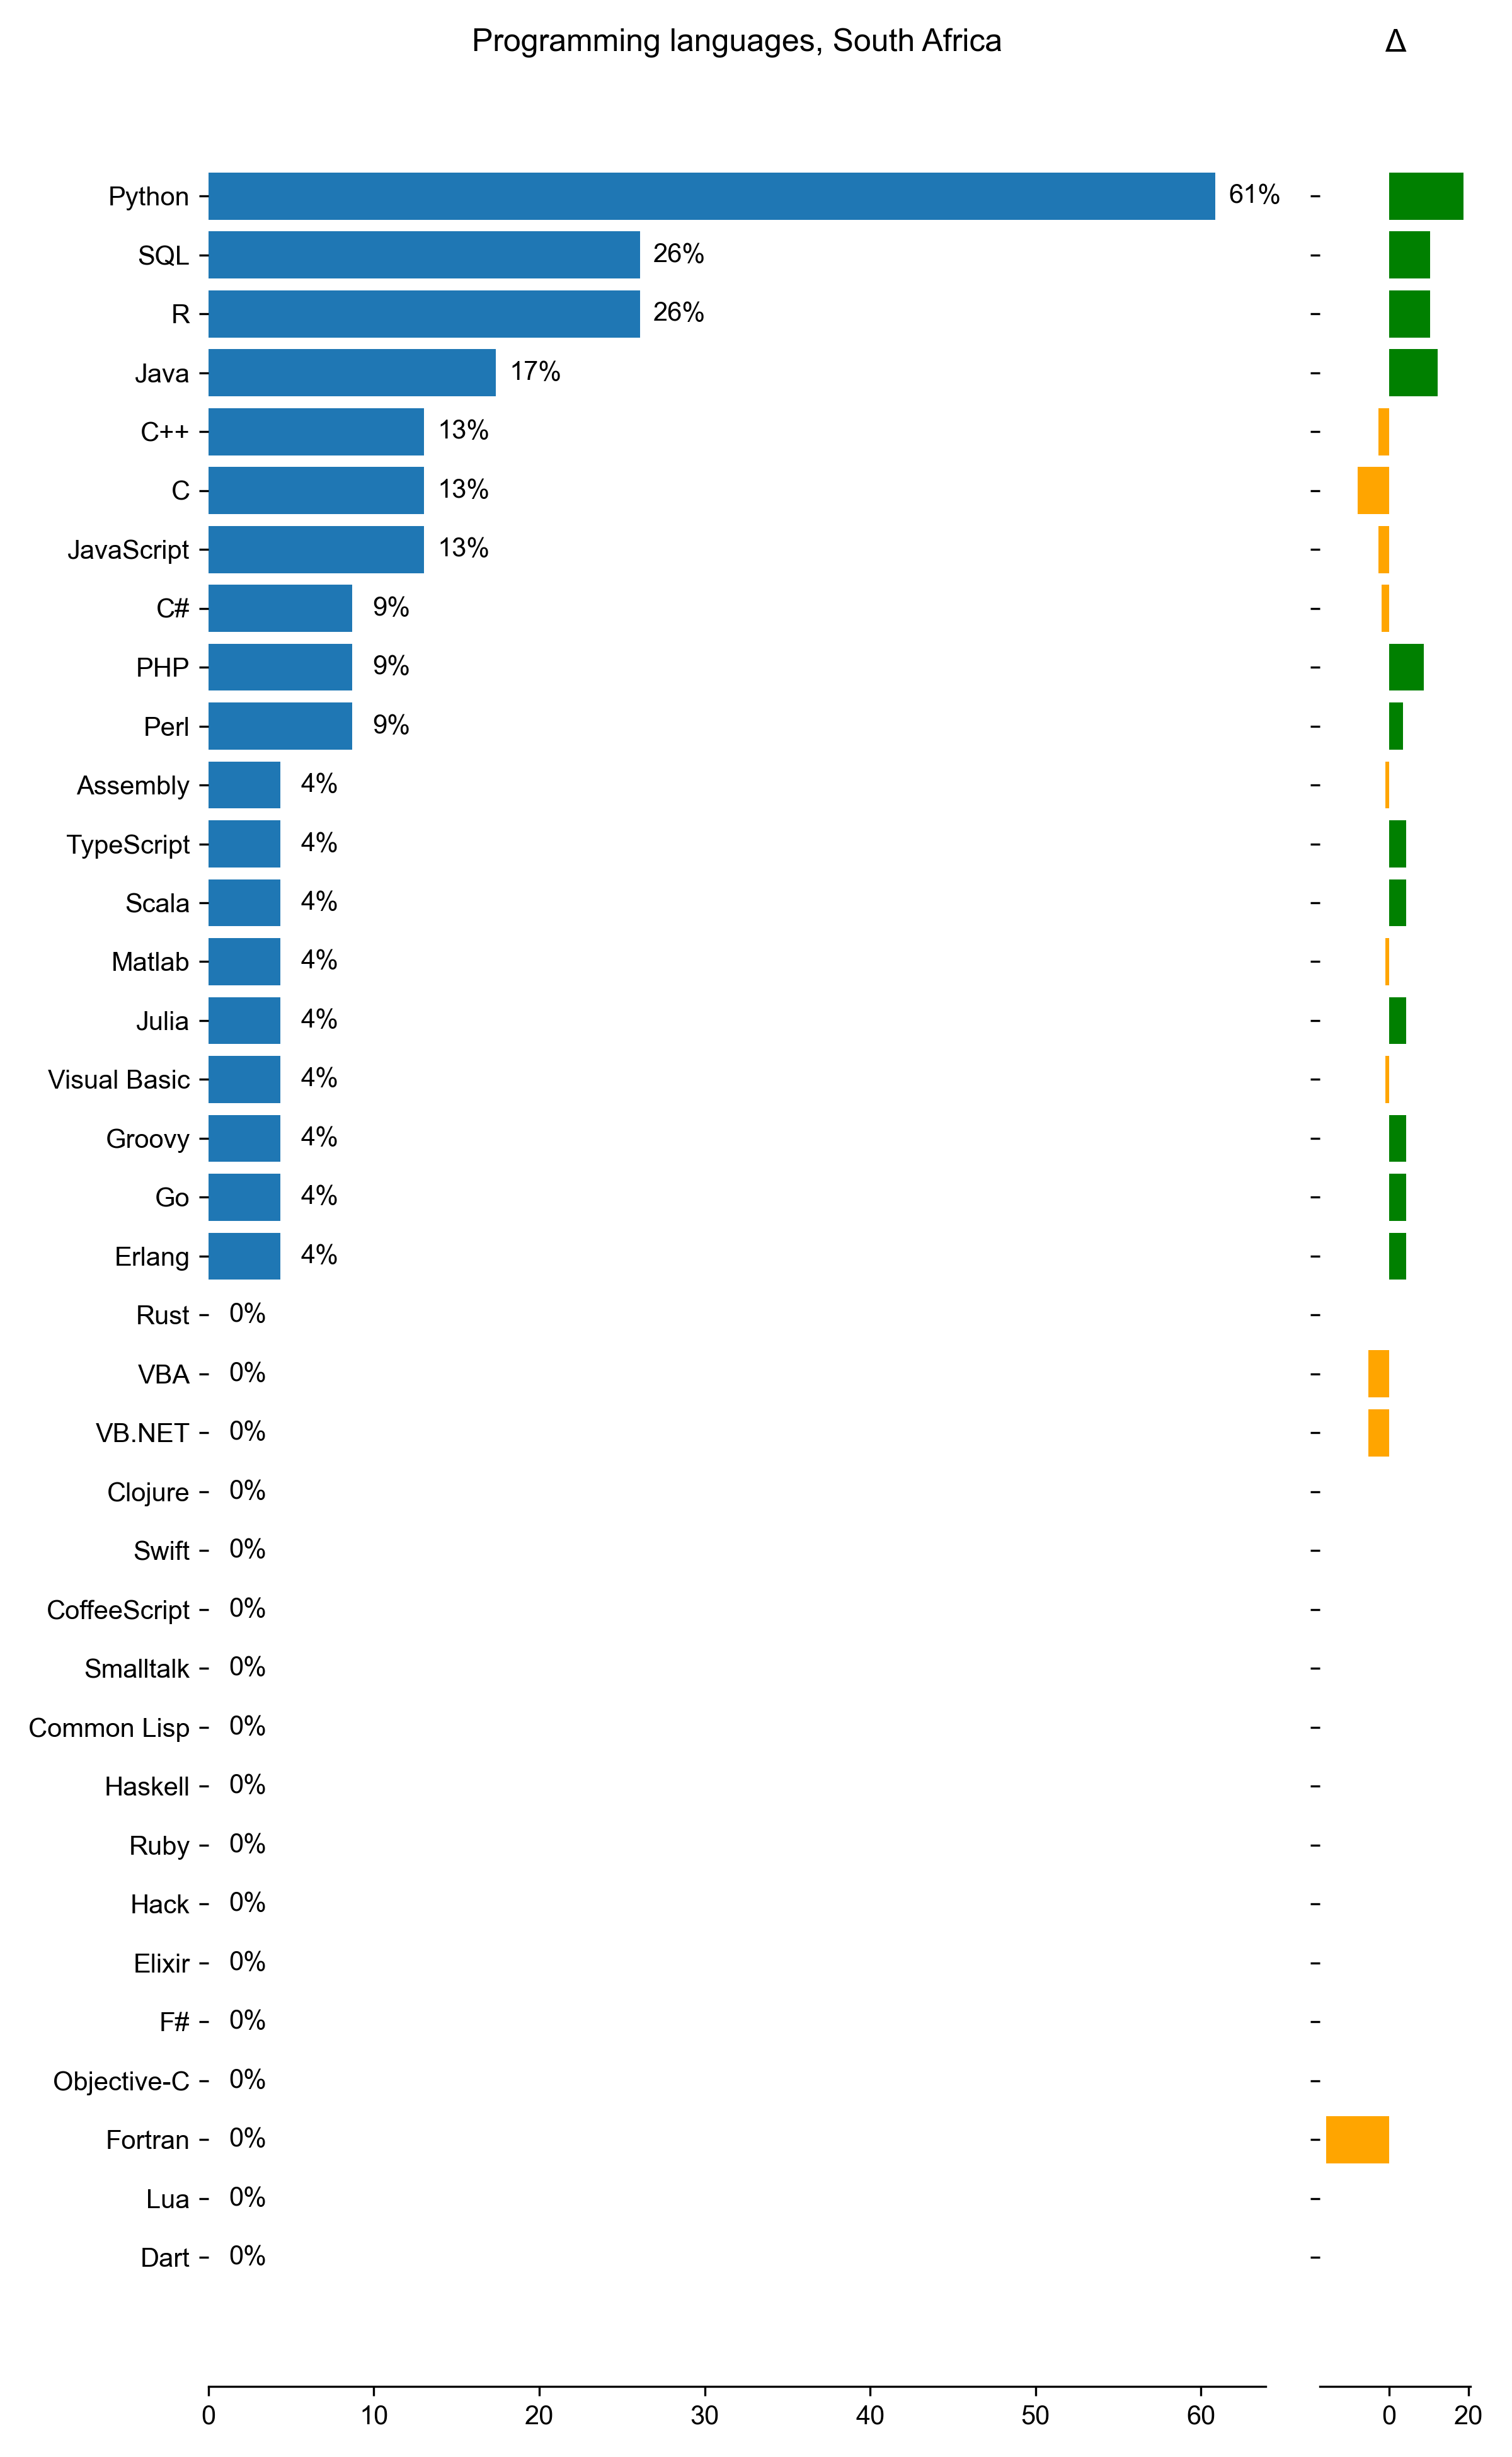 Programming languages, South Africa Δ
Python 61%
SQL 26%
R 26%
Java 17%
C++ 13%
C 13%
JavaScript 13%
C# 9%
PHP 9%
Perl 9%
Assembly 4%
TypeScript 4%
Scala 4%
Matlab 4%
Julia 4%
Visual Basic 4%
Groovy 4%
Go 4%
Erlang 4%
Rust 0%
VBA 0%
VB.NET 0%
Clojure 0%
Swift 0%
CoffeeScript 0%
Smalltalk 0%
Common Lisp 0%
Haskell 0%
Ruby 0%
Hack 0%
Elixir 0%
F# 0%
Objective-C 0%
Fortran 0%
Lua 0%
Dart 0%
0 10 20 30 40 50 60 0 20